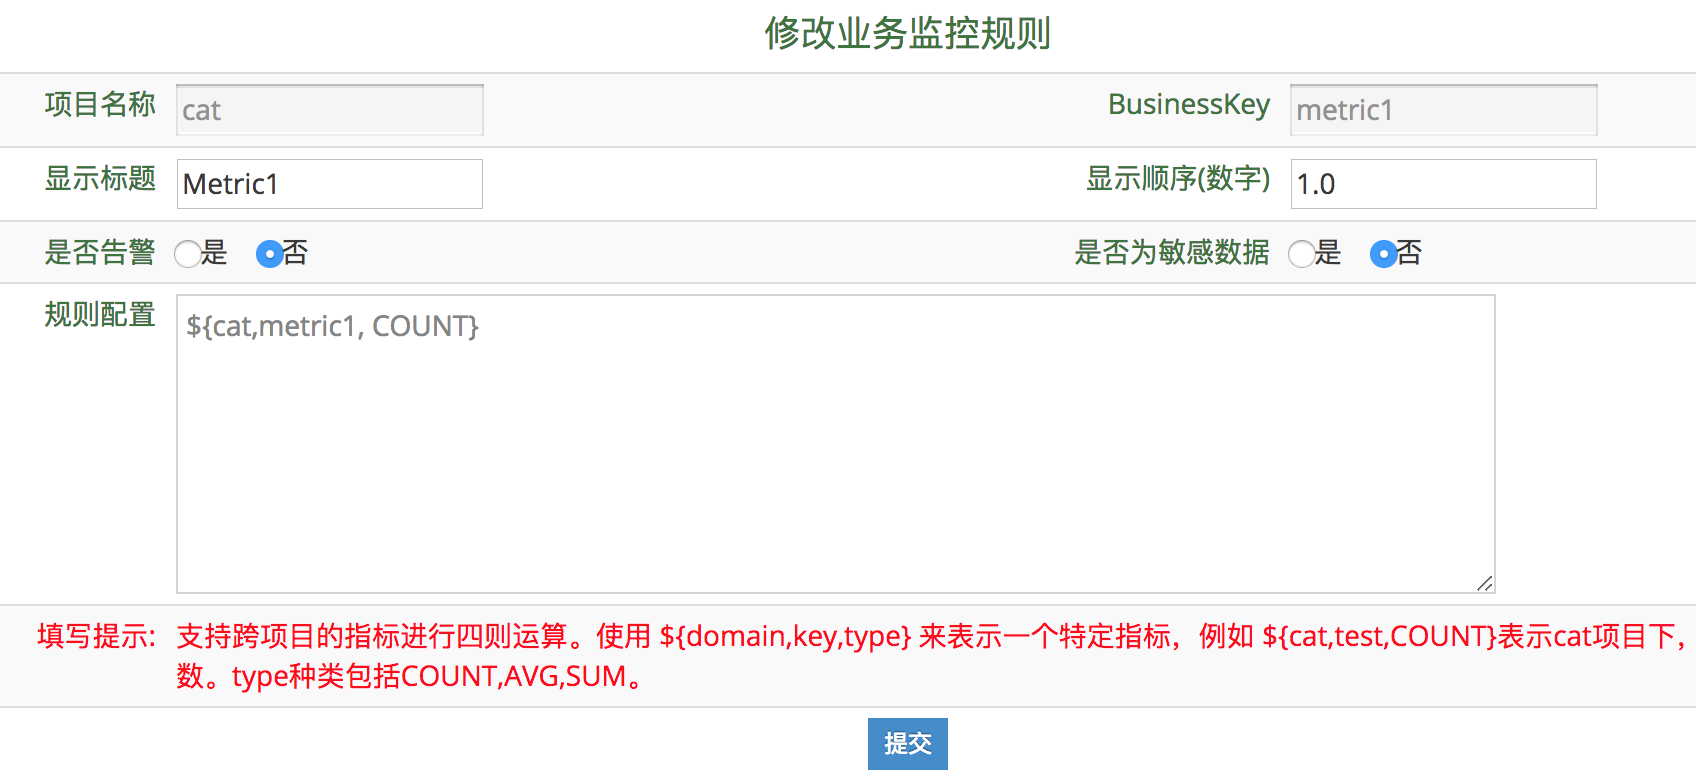 修改业务监控规则
项目名称 cat BusinessKey metric1
显示标题 Metric1 显示顺序(数字) 1.0
是否告警 是 否 是否为敏感数据 是 否
规则配置 ${cat,metric1, COUNT}
填写提示: 支持跨项目的指标进行四则运算。使用 ${domain,key,type} 来表示一个特定指标，例如 ${cat,test,COUNT}表示cat项目下，
数。type种类包括COUNT,AVG,SUM。
提交